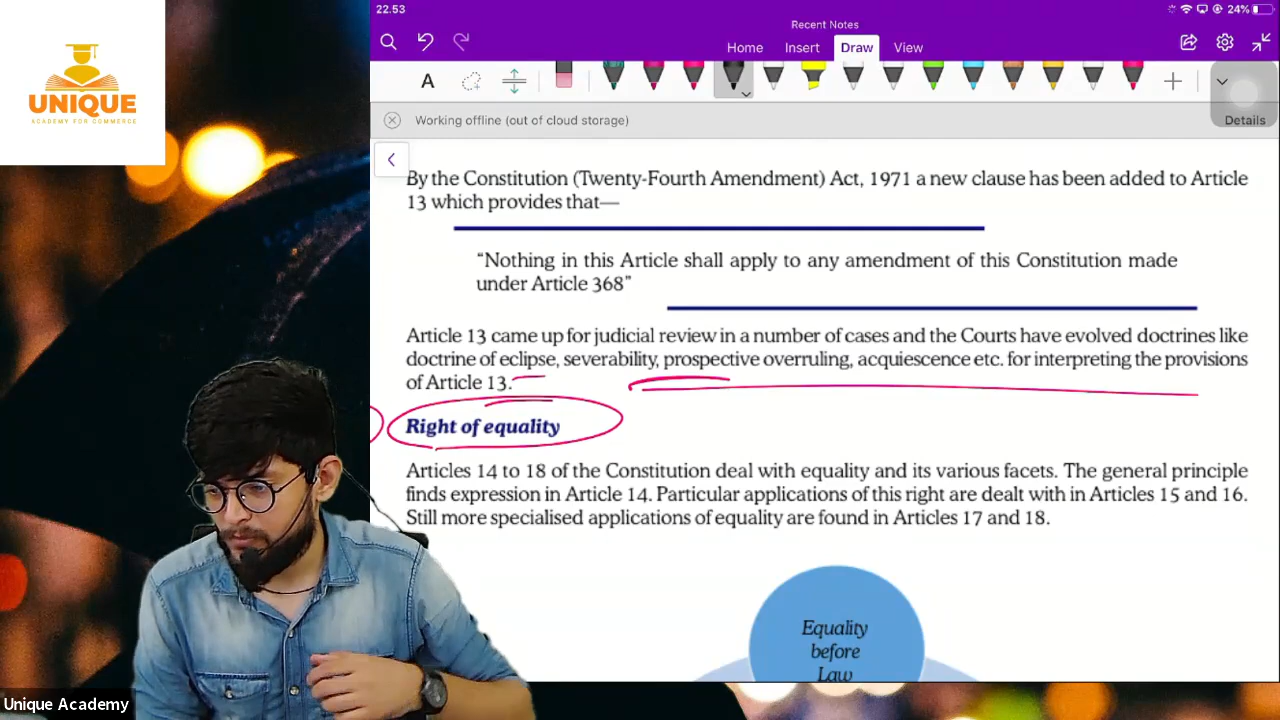 UNIQUE
ACADEMY FOR COMMERCE
22.53
24%
Recent Notes
Home Insert Draw View
A
Working offline (out of cloud storage)
Details
By the Constitution (Twenty-Fourth Amendment) Act, 1971 a new clause has been added to Article
13 which provides that—
“Nothing in this Article shall apply to any amendment of this Constitution made
under Article 368”
Article 13 came up for judicial review in a number of cases and the Courts have evolved doctrines like
doctrine of eclipse, severability, prospective overruling, acquiescence etc. for interpreting the provisions
of Article 13.
Right of equality
Articles 14 to 18 of the Constitution deal with equality and its various facets. The general principle
finds expression in Article 14. Particular applications of this right are dealt with in Articles 15 and 16.
Still more specialised applications of equality are found in Articles 17 and 18.
Equality
before
Law
Unique Academy